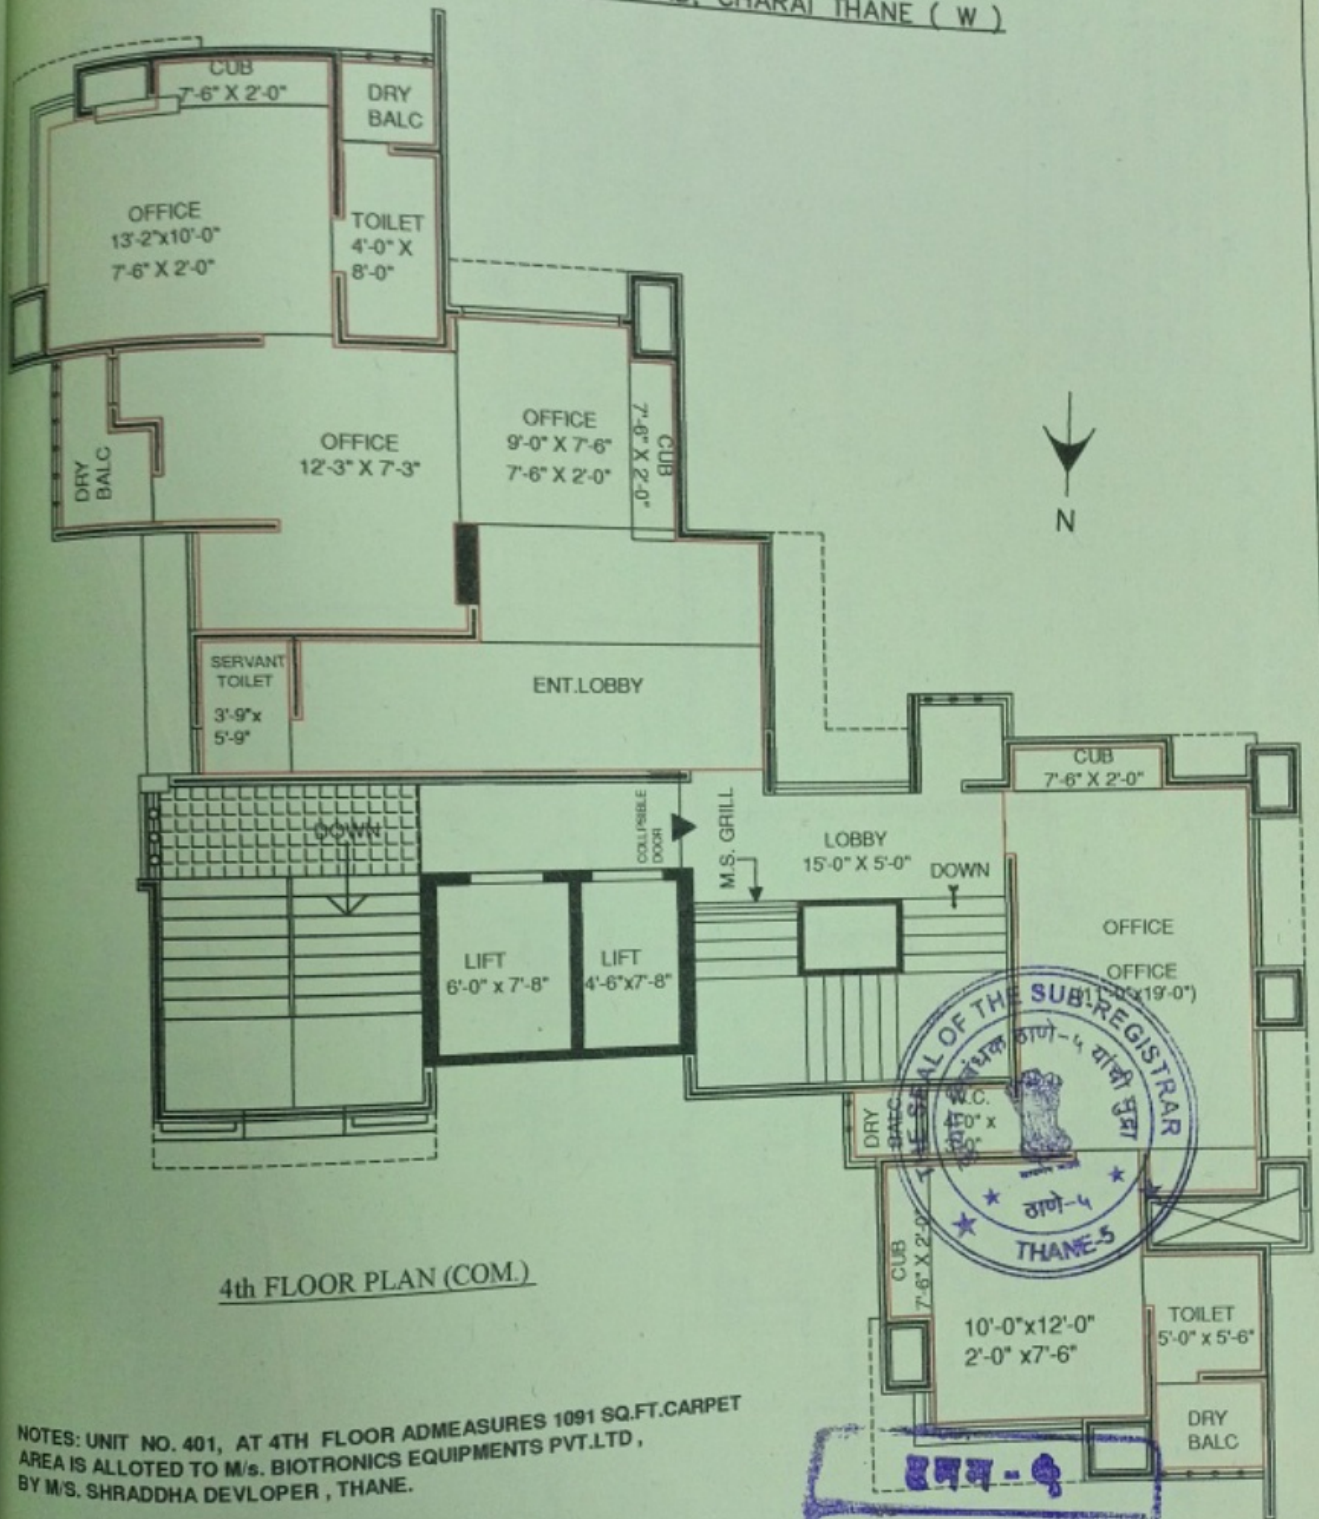 CHARAI THANE ( W )
CUB
7'-6" X 2'-0"
DRY
BALC
OFFICE
13'-2"x10'-0"
7'-6" X 2'-0"
TOILET
4'-0" X
8'-0"
OFFICE
12'-3" X 7'-3"
OFFICE
9'-0" X 7'-6"
7'-6" X 2'-0"
CUB
7'-6" X 2'-0"
DRY
BALC
N
SERVANT
TOILET
3'-9"x
5'-9"
ENT.LOBBY
CUB
7'-6" X 2'-0"
DOWN
COLLPSIBLE
DOOR
M.S. GRILL
LOBBY
15'-0" X 5'-0"
DOWN
LIFT
6'-0" x 7'-8"
LIFT
4'-6"x7'-8"
OFFICE
OFFICE
(11'-0"x19'-0")
THE SEAL OF THE SUB-REGISTRAR
ठाणे-५ यांची मुद्रा
ठाणे-५
THANE-5
DRY
BALC
W.C.
CUB
7'-6" X 2'-0"
10'-0"x12'-0"
2'-0" x7'-6"
TOILET
5'-0" x 5'-6"
DRY
BALC
4th FLOOR PLAN (COM.)
NOTES: UNIT NO. 401, AT 4TH FLOOR ADMEASURES 1091 SQ.FT.CARPET
AREA IS ALLOTED TO M/s. BIOTRONICS EQUIPMENTS PVT.LTD ,
BY M/S. SHRADDHA DEVLOPER , THANE.